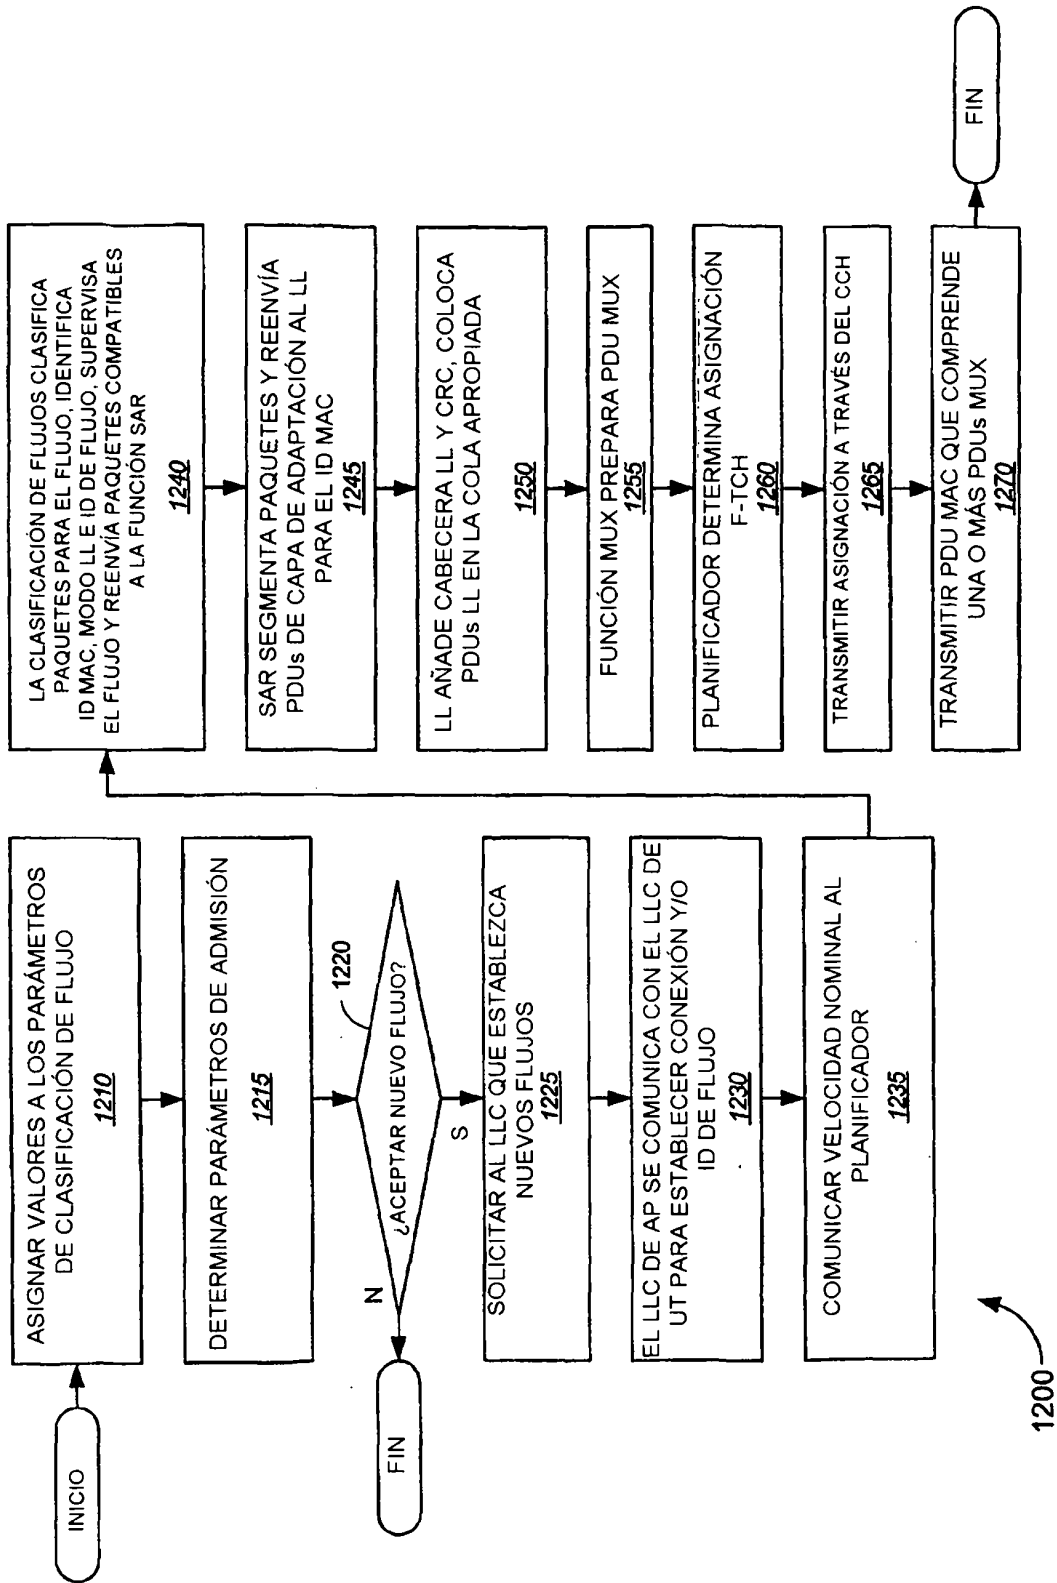 INICIO
ASIGNAR VALORES A LOS PARÁMETROS
DE CLASIFICACIÓN DE FLUJO
1210
DETERMINAR PARÁMETROS DE ADMISIÓN
1215
¿ACEPTAR NUEVO FLUJO?
1220
N
FIN
S
SOLICITAR AL LLC QUE ESTABLEZCA
NUEVOS FLUJOS
1225
EL LLC DE AP SE COMUNICA CON EL LLC DE
UT PARA ESTABLECER CONEXIÓN Y/O
ID DE FLUJO
1230
COMUNICAR VELOCIDAD NOMINAL AL
PLANIFICADOR
1235
LA CLASIFICACIÓN DE FLUJOS CLASIFICA
PAQUETES PARA EL FLUJO, IDENTIFICA
ID MAC, MODO LL E ID DE FLUJO, SUPERVISA
EL FLUJO Y REENVÍA PAQUETES COMPATIBLES
A LA FUNCIÓN SAR
1240
SAR SEGMENTA PAQUETES Y REENVÍA
PDUs DE CAPA DE ADAPTACIÓN AL LL
PARA EL ID MAC
1245
LL AÑADE CABECERA LL Y CRC, COLOCA
PDUs LL EN LA COLA APROPIADA
1250
FUNCIÓN MUX PREPARA PDU MUX
1255
PLANIFICADOR DETERMINA ASIGNACIÓN
F-TCH
1260
TRANSMITIR ASIGNACIÓN A TRAVÉS DEL CCH
1265
TRANSMITIR PDU MAC QUE COMPRENDE
UNA O MÁS PDUs MUX
1270
FIN
1200